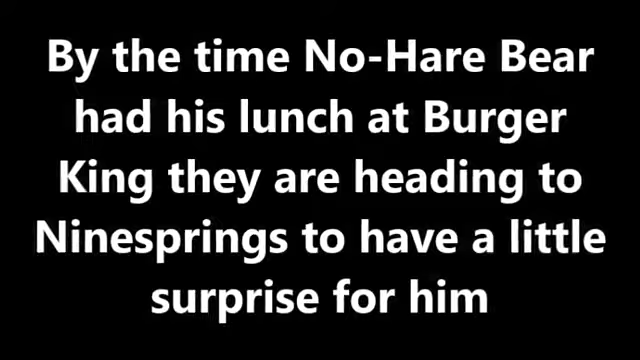 By the time No-Hare Bear
had his lunch at Burger
King they are heading to
Ninesprings to have a little
surprise for him